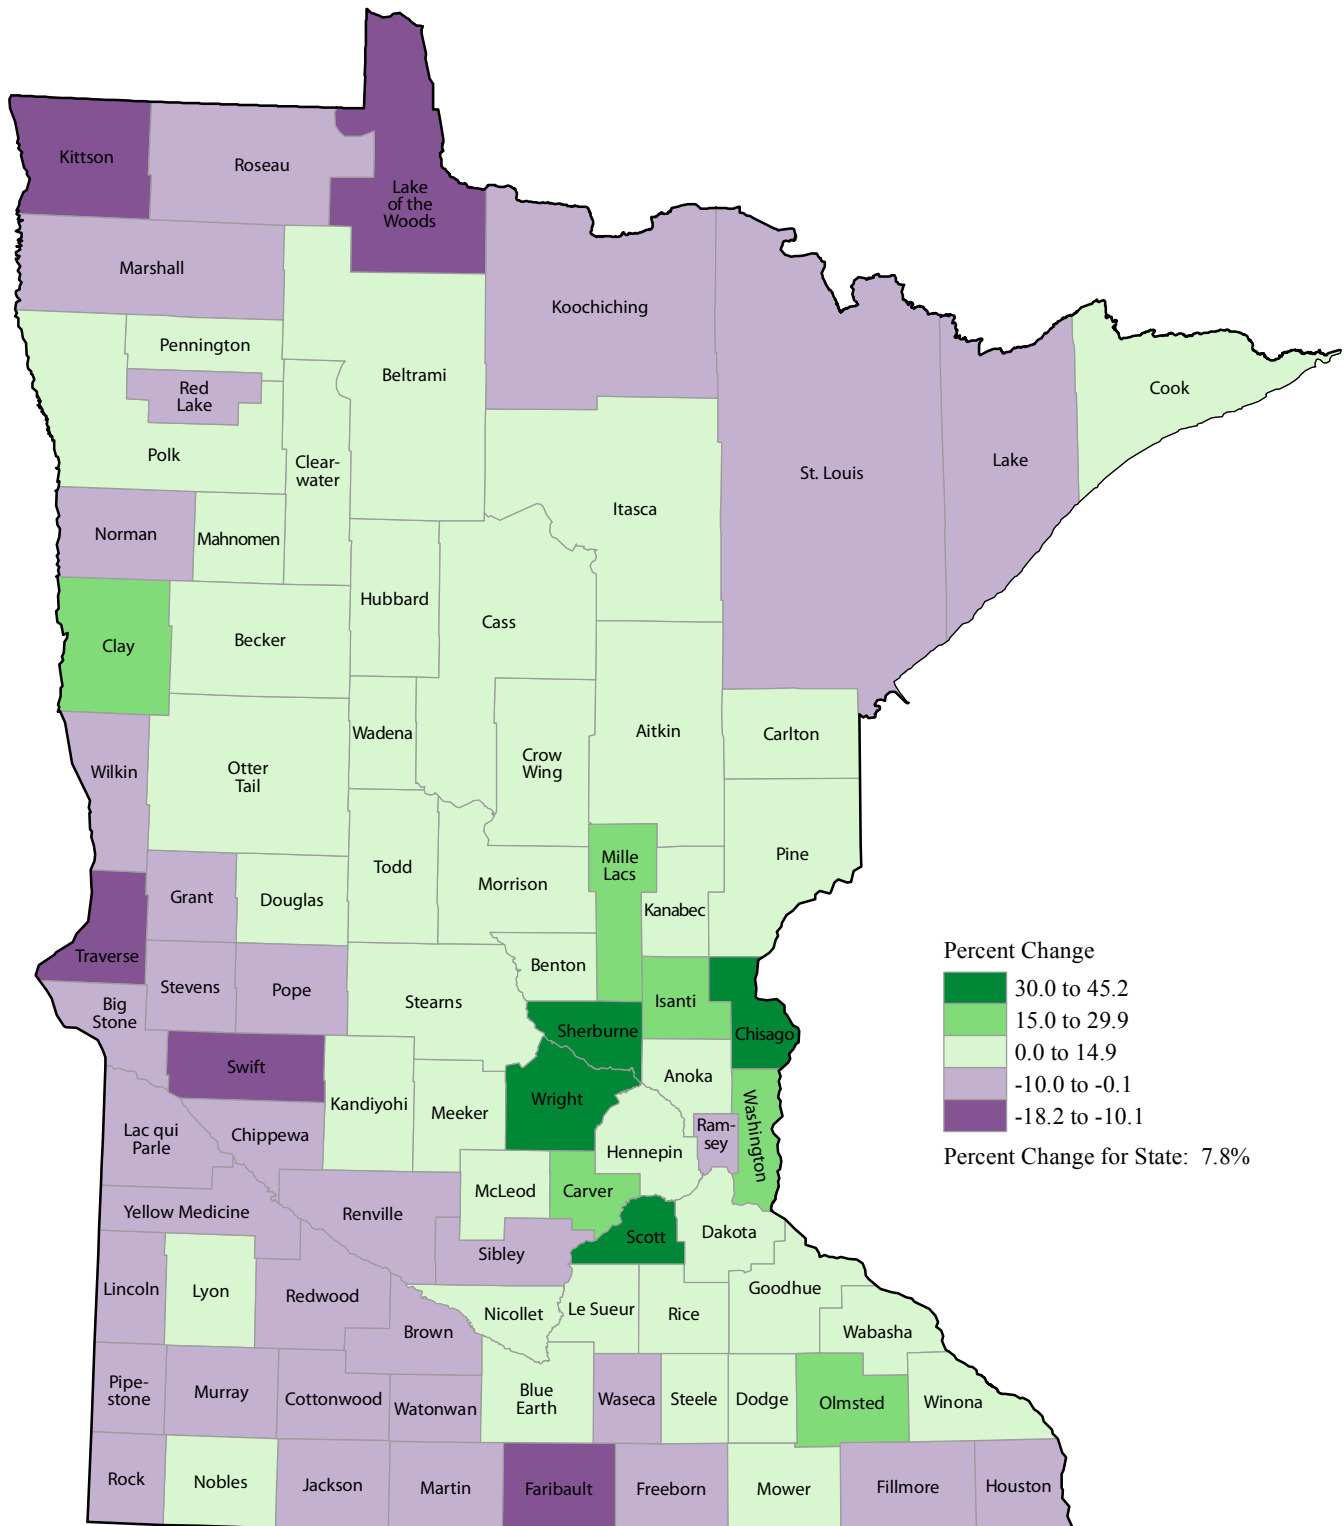 Kittson
Roseau
Lake
of the
Woods
Marshall
Koochiching
Pennington
Beltrami
Red
Lake
Cook
Polk
Clear-
water
St. Louis
Lake
Itasca
Norman
Mahnomen
Hubbard
Cass
Clay
Becker
Wadena
Aitkin
Carlton
Crow
Wing
Wilkin
Otter
Tail
Todd
Mille
Lacs
Pine
Morrison
Grant
Douglas
Kanabec
Traverse
Benton
Stevens
Pope
Stearns
Isanti
Big
Stone
Sherburne
Chisago
Swift
Anoka
Kandiyohi
Meeker
Wright
Washington
Lac qui
Parle
Chippewa
Ram-
sey
Hennepin
McLeod
Carver
Yellow Medicine
Renville
Scott
Dakota
Sibley
Lincoln
Lyon
Redwood
Goodhue
Nicollet
Le Sueur
Rice
Brown
Wabasha
Pipe-
stone
Murray
Cottonwood
Watonwan
Blue
Earth
Waseca
Steele
Dodge
Olmsted
Winona
Rock
Nobles
Jackson
Martin
Faribault
Freeborn
Mower
Fillmore
Houston
Percent Change
30.0 to 45.2
15.0 to 29.9
0.0 to 14.9
-10.0 to -0.1
-18.2 to -10.1
Percent Change for State: 7.8%